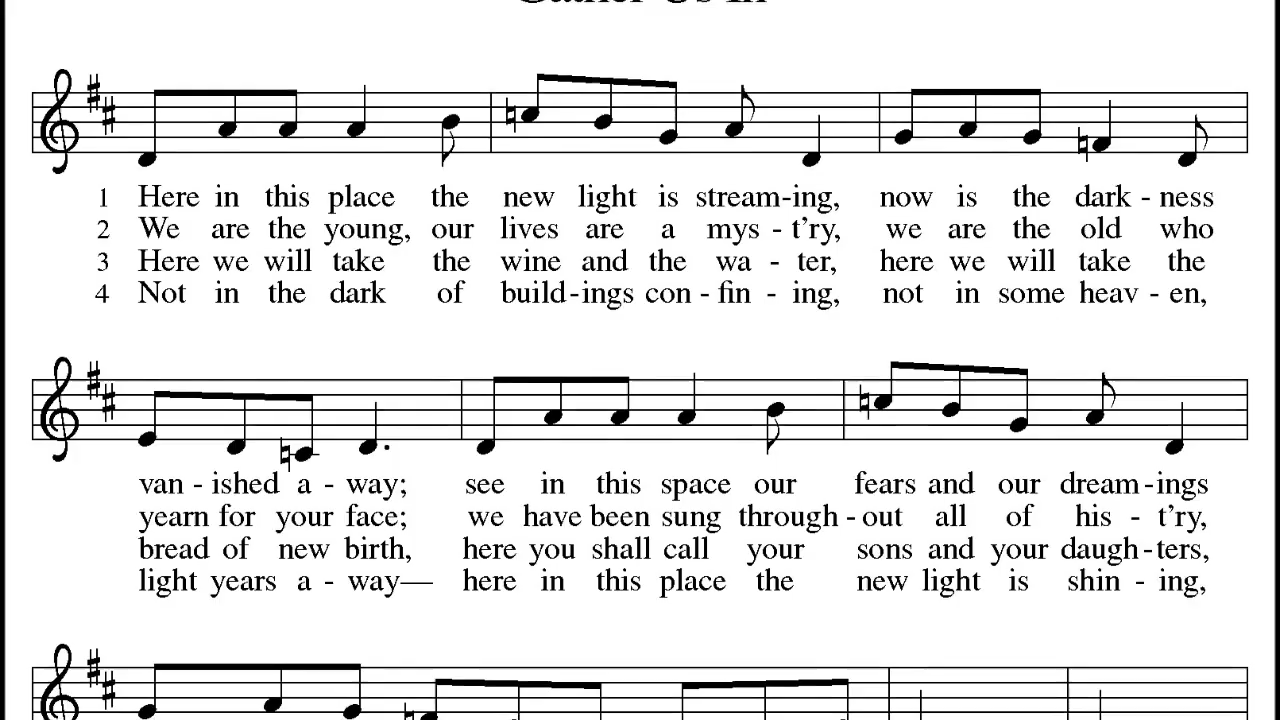 Gather Us In
1 Here in this place the new light is stream-ing, now is the dark - ness
2 We are the young, our lives are a mys - t'ry, we are the old who
3 Here we will take the wine and the wa - ter, here we will take the
4 Not in the dark of build-ings con - fin - ing, not in some heav - en,
van - ished a - way; see in this space our fears and our dream-ings
yearn for your face; we have been sung through - out all of his - t'ry,
bread of new birth, here you shall call your sons and your daugh-ters,
light years a - way— here in this place the new light is shin - ing,